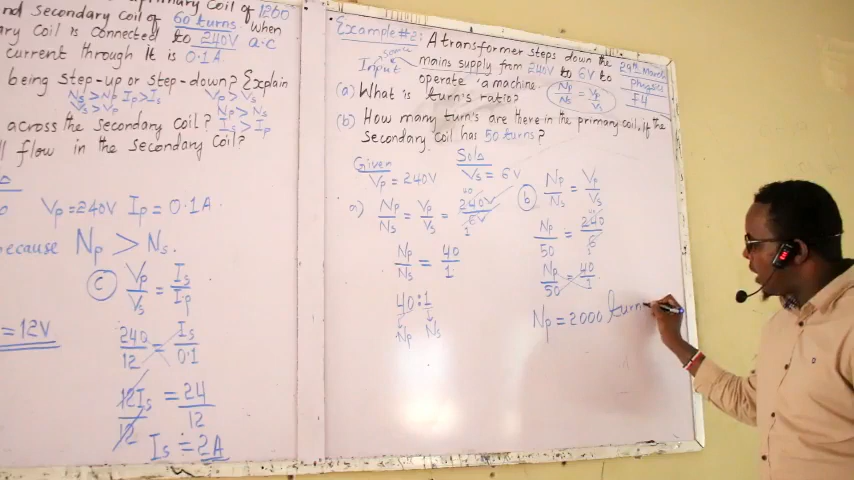 nd secondary coil of 60 turns when
ary coil is connected to 240V a.c
current through it is 0.1A
being step-up or step-down? Explain
Ns > Np Ip > Is Vp > Vs
Vs > Vp Np > Ns
across the secondary coil? Is > Ip
flow in the secondary coil?
Vp = 240V Ip = 0.1A
because Np > Ns.
C Vp/Vs = Is/Ip
= 12V
240/12 = Is/0.1
12Is/12 = 24/12
Is = 2A
Example #2: A transformer steps down the
mains supply from 240V to 6V to
Source
Input
operate a machine.
(a) What is turn's ratio?
Np/Ns = Vp/Vs
29th March
Physics
F4
(b) How many turns are there in the primary coil, if the
secondary coil has 50 turns?
Given
Vp = 240V Vs = 6V
a) Np/Ns = Vp/Vs = 240V/6V
40
1
Np/Ns = 40/1
40:1
Np Ns
b Np/Ns = Vp/Vs
Np/50 = 240/6
Np/50 = 40/1
Np = 2000 turn